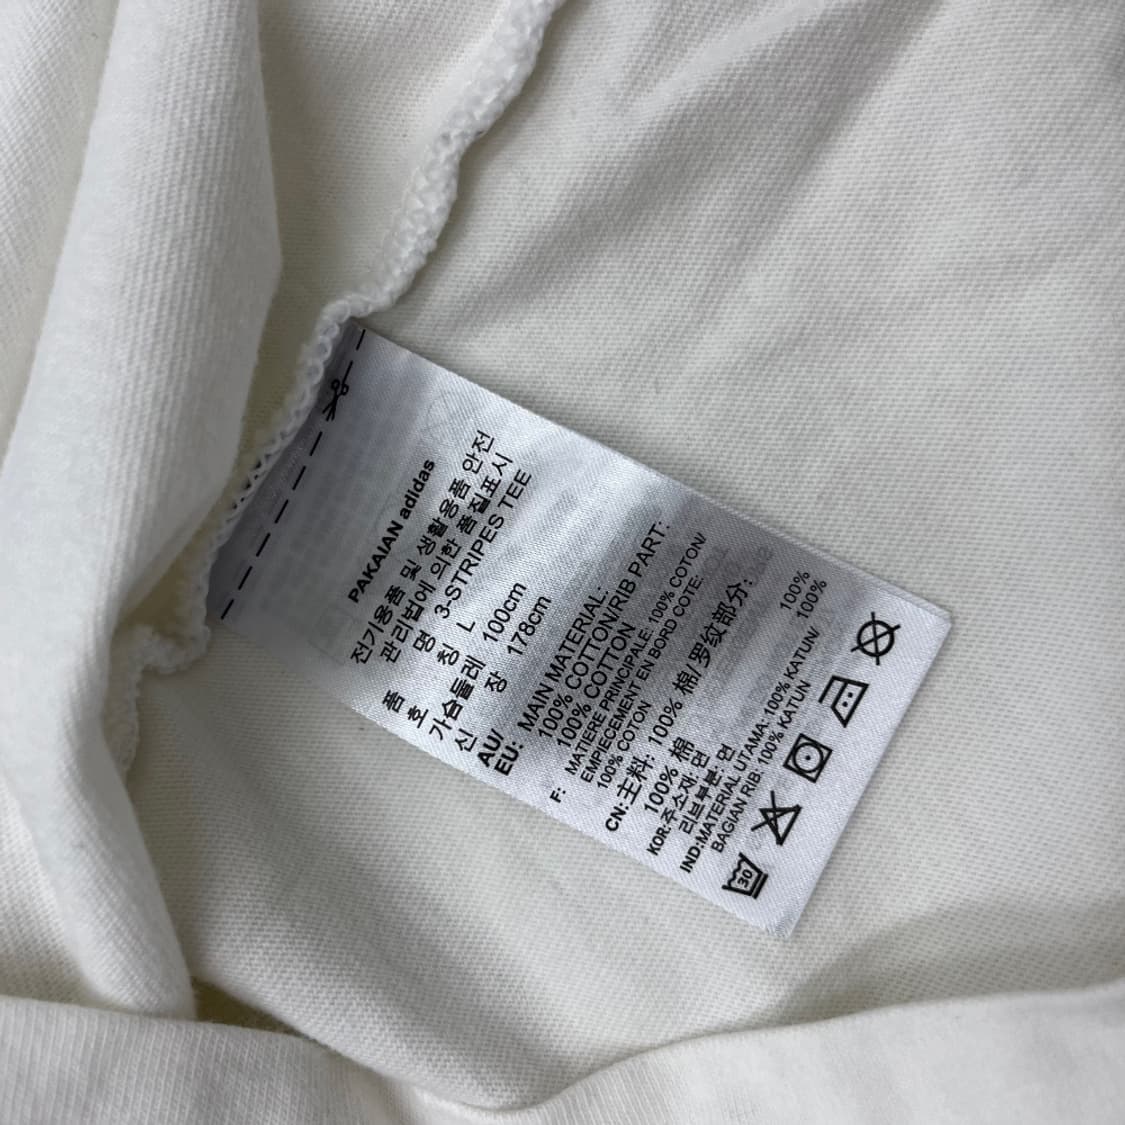 PAKAIAN adidas
전기용품 및 생활용품 안전
관리법에 의한 품질표시
품 명 3-STRIPES TEE
호 칭 L
가슴둘레 100cm
신 장 178cm
AU/
EU: MAIN MATERIAL:
100% COTTON/RIB PART:
100% COTTON
F: MATIERE PRINCIPALE: 100% COTON/
EMPIECEMENT EN BORD COTE:
100% COTON
CN: 主料: 100% 棉/ 罗纹部分:
100% 棉
KOR: 주소재: 면 100%
리브부분: 면 100%
IND: MATERIAL UTAMA: 100% KATUN/
BAGIAN RIB: 100% KATUN
30